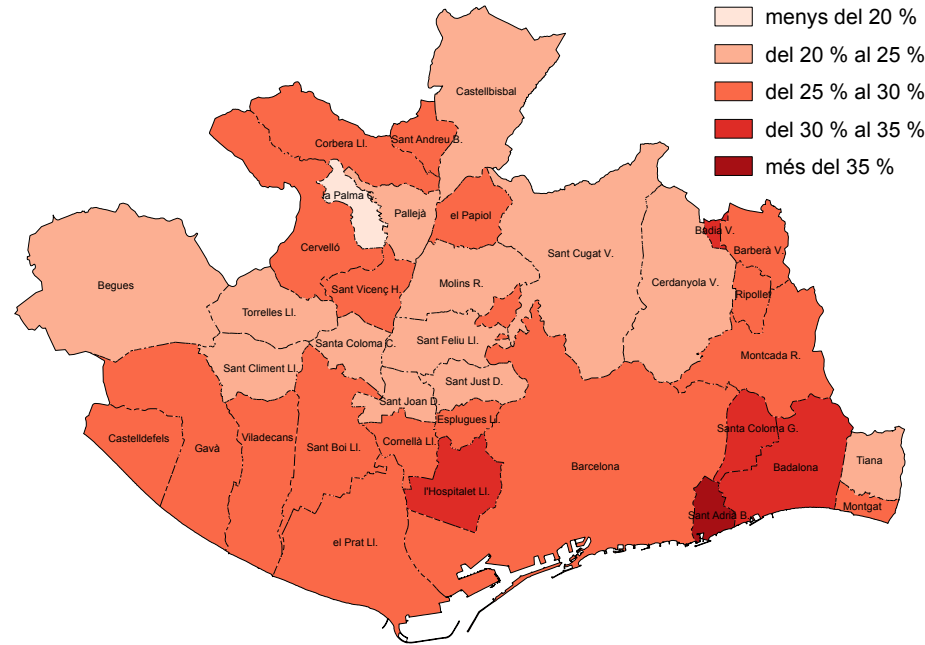 menys del 20 %
del 20 % al 25 %
del 25 % al 30 %
del 30 % al 35 %
més del 35 %
Castellbisbal
Corbera Ll.
Sant Andreu B.
a Palma C.
Pallejà
el Papiol
Badia V.
Barberà V.
Cervelló
Sant Cugat V.
Begues
Sant Vicenç H.
Molins R.
Cerdanyola V.
Ripollet
Torrelles Ll.
Santa Coloma C.
Sant Feliu Ll.
Montcada R.
Sant Climent Ll.
Sant Just D.
Sant Joan D.
Esplugues Ll.
Castelldefels
Gavà
Viladecans
Sant Boi Ll.
Cornellà Ll.
Santa Coloma G.
Barcelona
Badalona
Tiana
l'Hospitalet Ll.
Montgat
Sant Adrià B.
el Prat Ll.